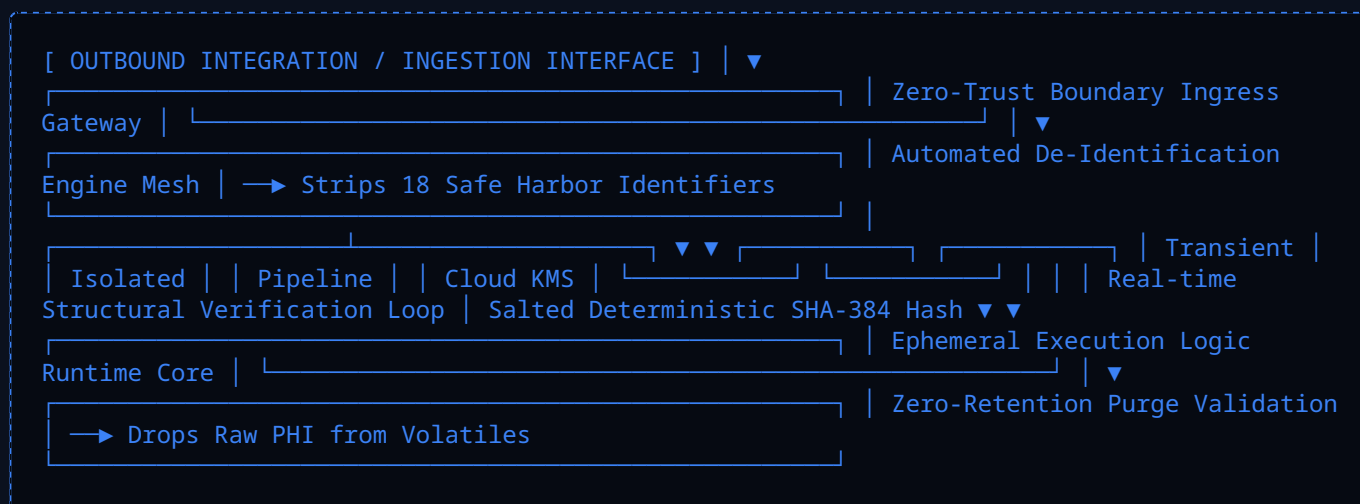 [ OUTBOUND INTEGRATION / INGESTION INTERFACE ] │ ▼
┌──────────────────────────────────────────────────────┐ │ Zero-Trust Boundary Ingress
Gateway │ └──────────────────────────────────────────────────────┘ │ ▼
┌──────────────────────────────────────────────────────┐ │ Automated De-Identification
Engine Mesh │ ──► Strips 18 Safe Harbor Identifiers
└──────────────────────────────────────────────────────┘ │
┌────────────────────┴────────────────────┐ ▼ ▼ ┌───────────┐ ┌───────────┐ │ Transient │
│ Isolated │ │ Pipeline │ │ Cloud KMS │ └───────────┘ └───────────┘ │ │ │ Real-time
Structural Verification Loop │ Salted Deterministic SHA-384 Hash ▼ ▼
┌──────────────────────────────────────────────────────┐ │ Ephemeral Execution Logic
Runtime Core │ └──────────────────────────────────────────────────────┘ │ ▼
┌──────────────────────────────────────────────────────┐ │ Zero-Retention Purge Validation
│ ──► Drops Raw PHI from Volatiles
└──────────────────────────────────────────────────────┘